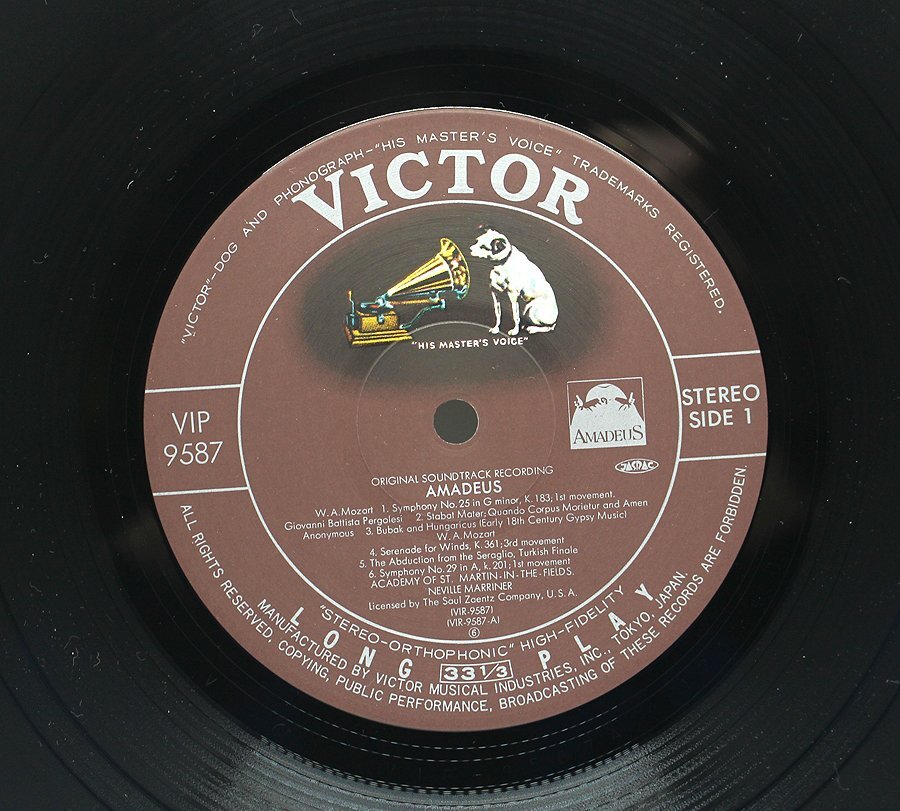 "VICTOR"-DOG AND PHONOGRAPH-"HIS MASTER'S VOICE" TRADEMARKS REGISTERED.
VICTOR
"HIS MASTER'S VOICE"
VIP
9587
STEREO
SIDE 1
AMADEUS
JASRAC
ORIGINAL SOUNDTRACK RECORDING
AMADEUS
W. A. Mozart 1. Symphony No. 25 in G minor, K. 183; 1st movement.
Giovanni Battista Pergolesi 2. Stabat Mater; Quando Corpus Morietur and Amen
Anonymous 3. Bubak and Hungaricus (Early 18th Century Gypsy Music)
W. A. Mozart
4. Serenade for Winds, K. 361; 3rd movement
5. The Abduction from the Seraglio, Turkish Finale
6. Symphony No. 29 in A, k. 201; 1st movement
ACADEMY OF ST. MARTIN-IN-THE-FIELDS.
NEVILLE MARRINER
Licensed by The Saul Zaentz Company, U.S.A.
(VIR-9587)
(VIR-9587-A1)
6
"STEREO-ORTHOPHONIC" HIGH-FIDELITY
LONG 33 1/3 PLAY
MANUFACTURED BY VICTOR MUSICAL INDUSTRIES, INC., TOKYO, JAPAN.
ALL RIGHTS RESERVED, COPYING, PUBLIC PERFORMANCE, BROADCASTING OF THESE RECORDS ARE FORBIDDEN.